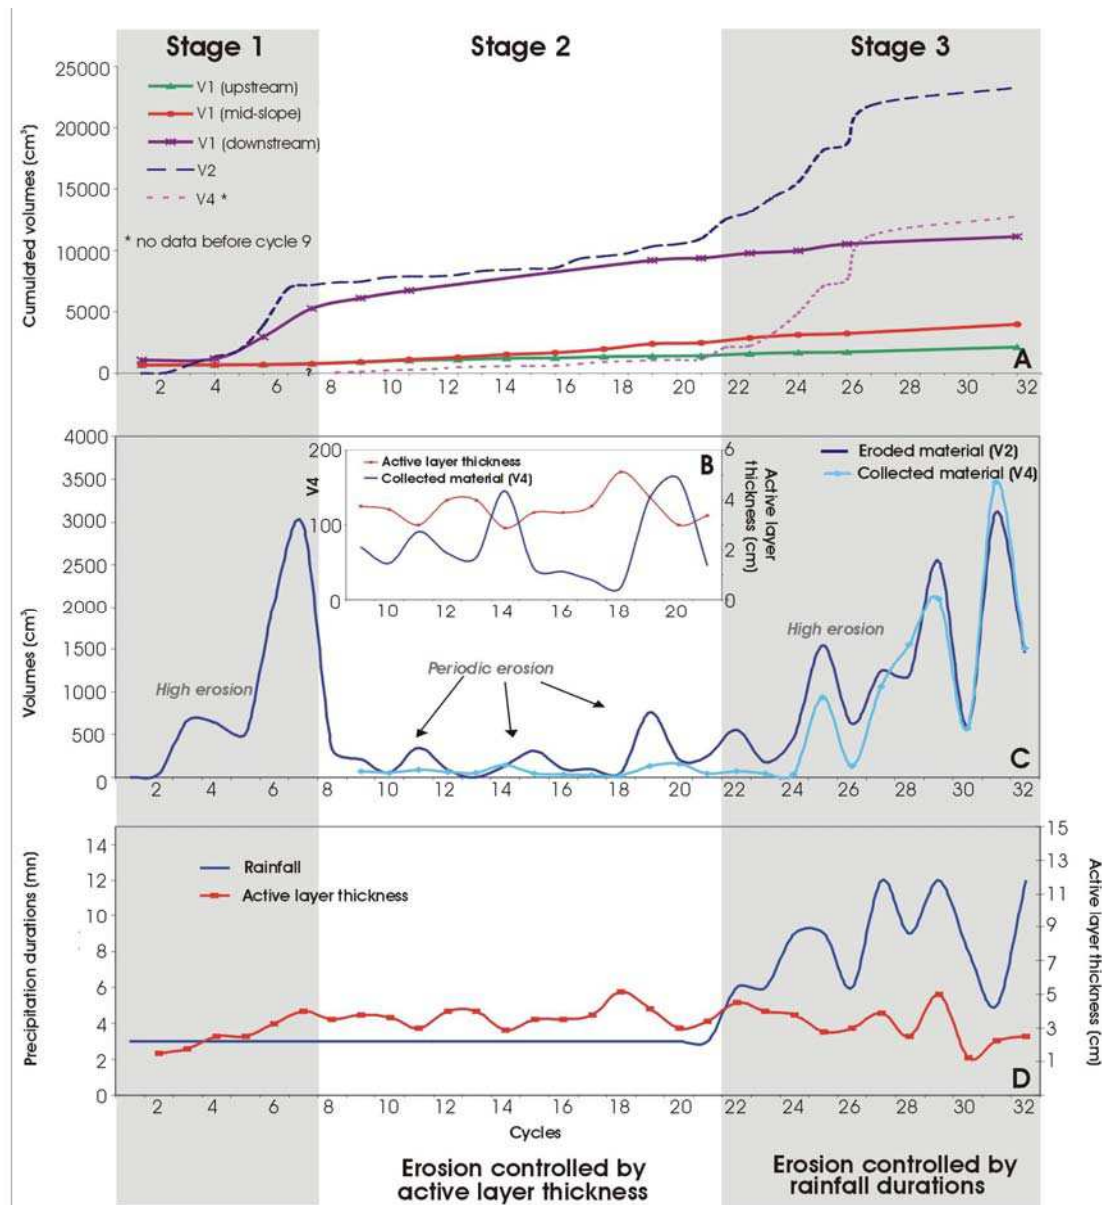 Stage 1
Stage 2
Stage 3
Cumulated volumes (cm³)
25000
20000
15000
10000
5000
0
V1 (upstream)
V1 (mid-slope)
V1 (downstream)
V2
V4 *
* no data before cycle 9
?
A
2 4 6 8 10 12 14 16 18 20 22 24 26 28 30 32
Volumes (cm³)
4000
3500
3000
2500
2000
1500
1000
500
0
High erosion
V4
200
100
0
Active layer thickness
Collected material (V4)
B
6
4
2
0
Active layer
thickness (cm)
10 12 14 16 18 20
Periodic erosion
Eroded material (V2)
Collected material (V4)
High erosion
C
2 4 6 8 10 12 14 16 18 20 22 24 26 28 30 32
Precipitation durations (mn)
14
12
10
8
6
4
2
0
Rainfall
Active layer thickness
15
13
11
9
7
5
3
1
Active layer thickness (cm)
D
2 4 6 8 10 12 14 16 18 20 22 24 26 28 30 32
Cycles
Erosion controlled by
active layer thickness
Erosion controlled by
rainfall durations